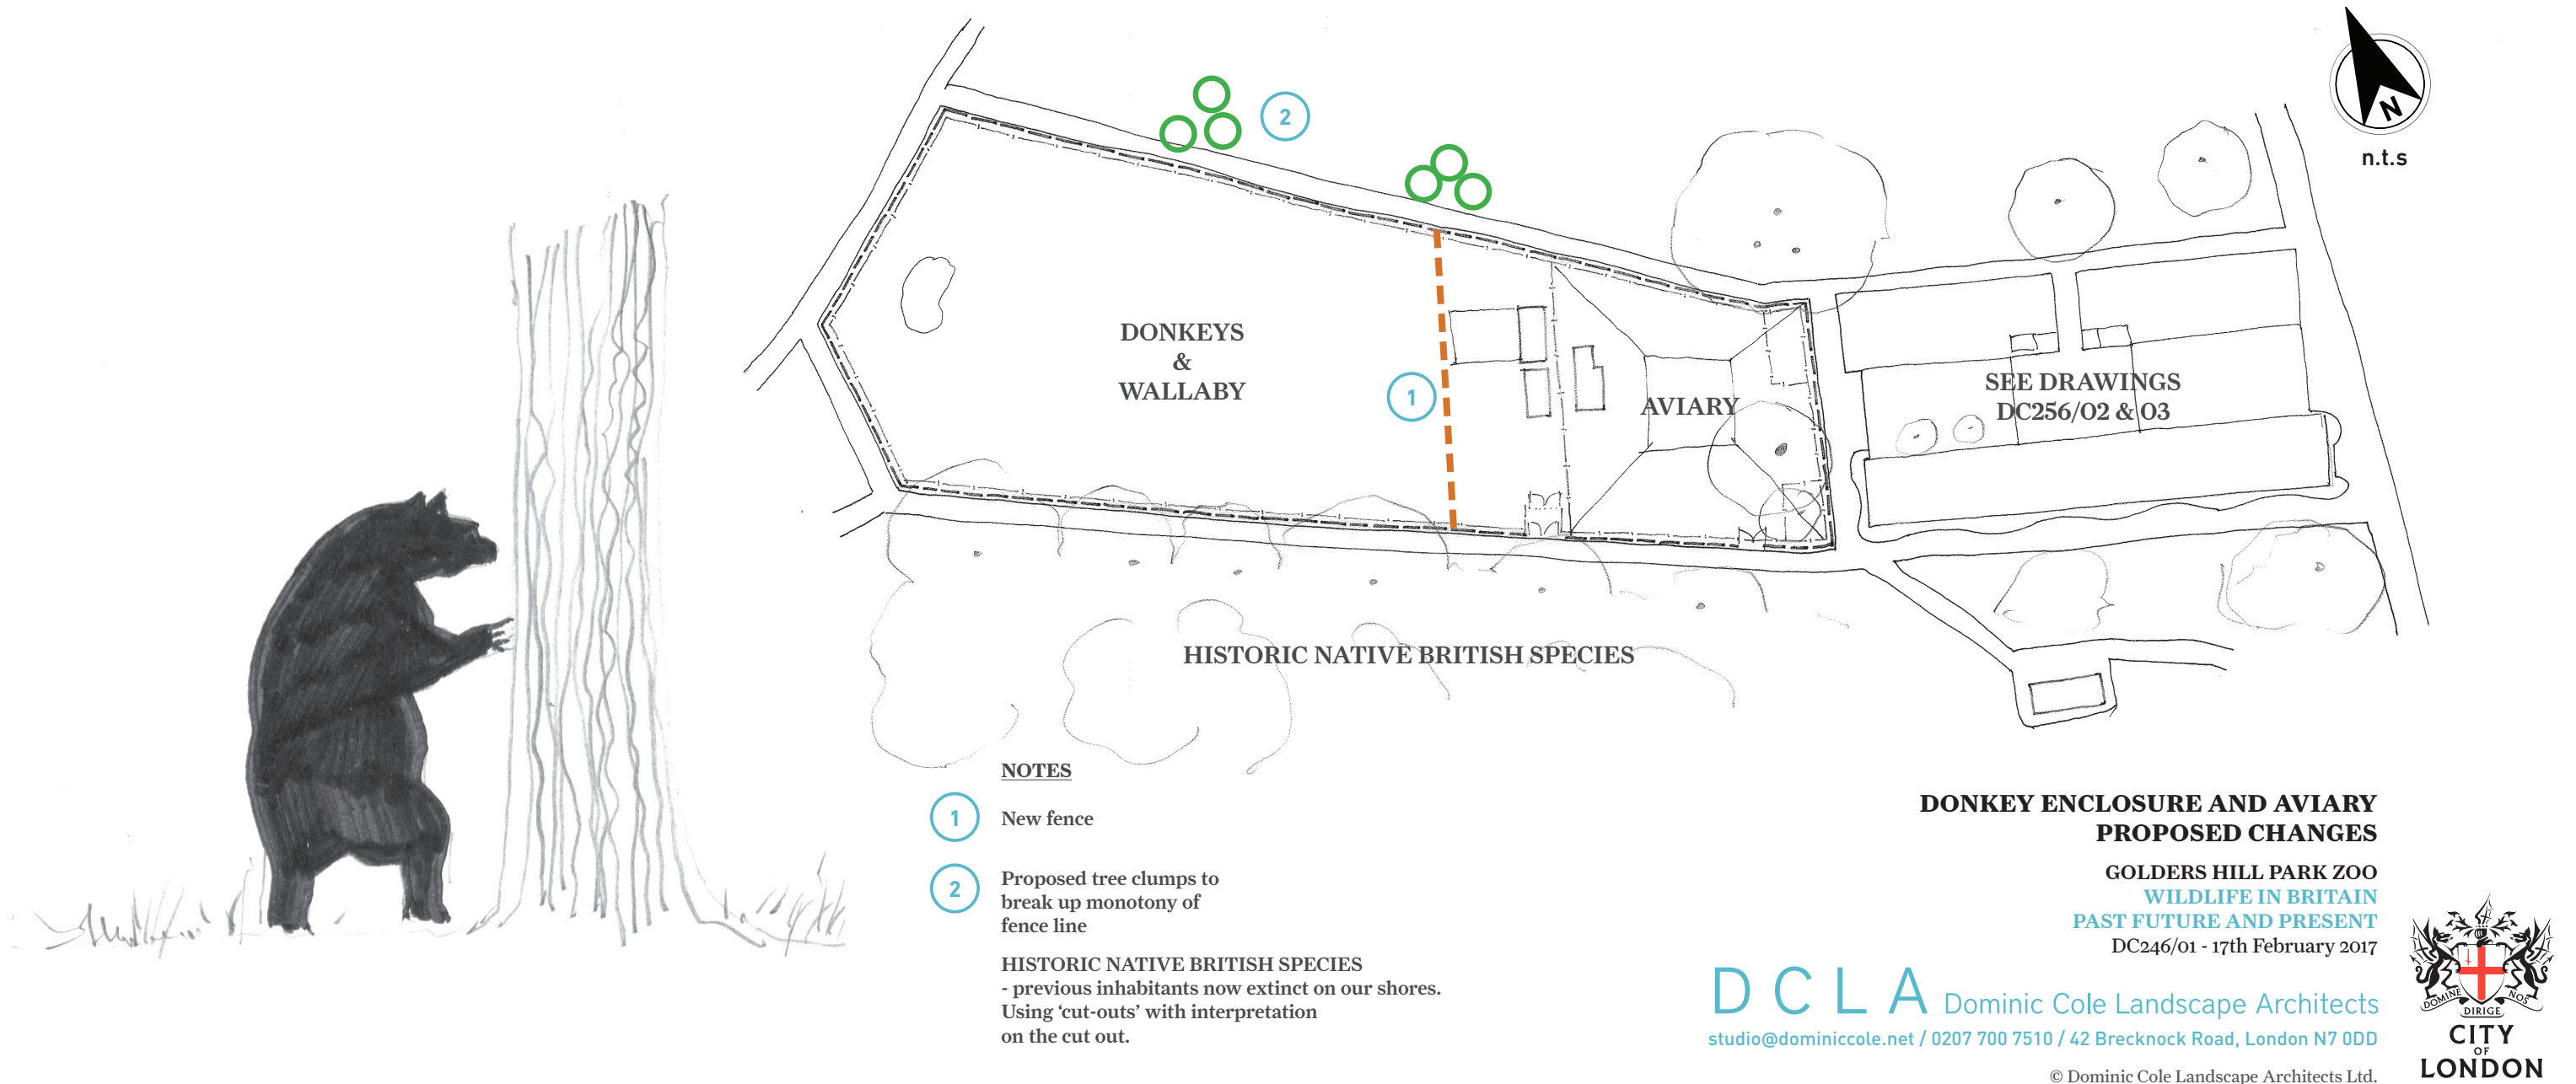 2
N
n.t.s
DONKEYS
&
WALLABY
1
AVIARY
SEE DRAWINGS
DC256/02 & 03
HISTORIC NATIVE BRITISH SPECIES
NOTES
1
New fence
2
Proposed tree clumps to
break up monotony of
fence line
HISTORIC NATIVE BRITISH SPECIES
- previous inhabitants now extinct on our shores.
Using ‘cut-outs’ with interpretation
on the cut out.
DONKEY ENCLOSURE AND AVIARY
PROPOSED CHANGES
GOLDERS HILL PARK ZOO
WILDLIFE IN BRITAIN
PAST FUTURE AND PRESENT
DC246/01 - 17th February 2017
DCLA Dominic Cole Landscape Architects
studio@dominiccole.net / 0207 700 7510 / 42 Brecknock Road, London N7 0DD
© Dominic Cole Landscape Architects Ltd.
DOMINE DIRIGE NOS
CITY
OF
LONDON